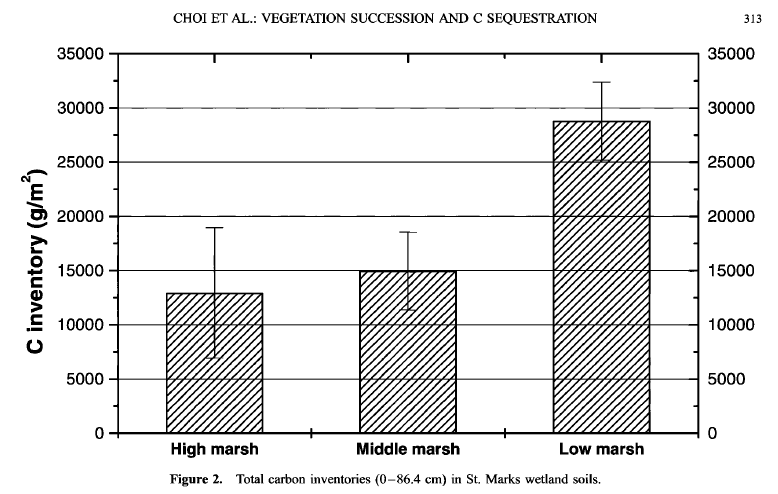 CHOI ET AL.: VEGETATION SUCCESSION AND C SEQUESTRATION 313
35000 35000
30000 30000
25000 25000
20000 20000
15000 15000
10000 10000
5000 5000
0 0
C inventory (g/m²)
High marsh Middle marsh Low marsh
Figure 2. Total carbon inventories (0–86.4 cm) in St. Marks wetland soils.